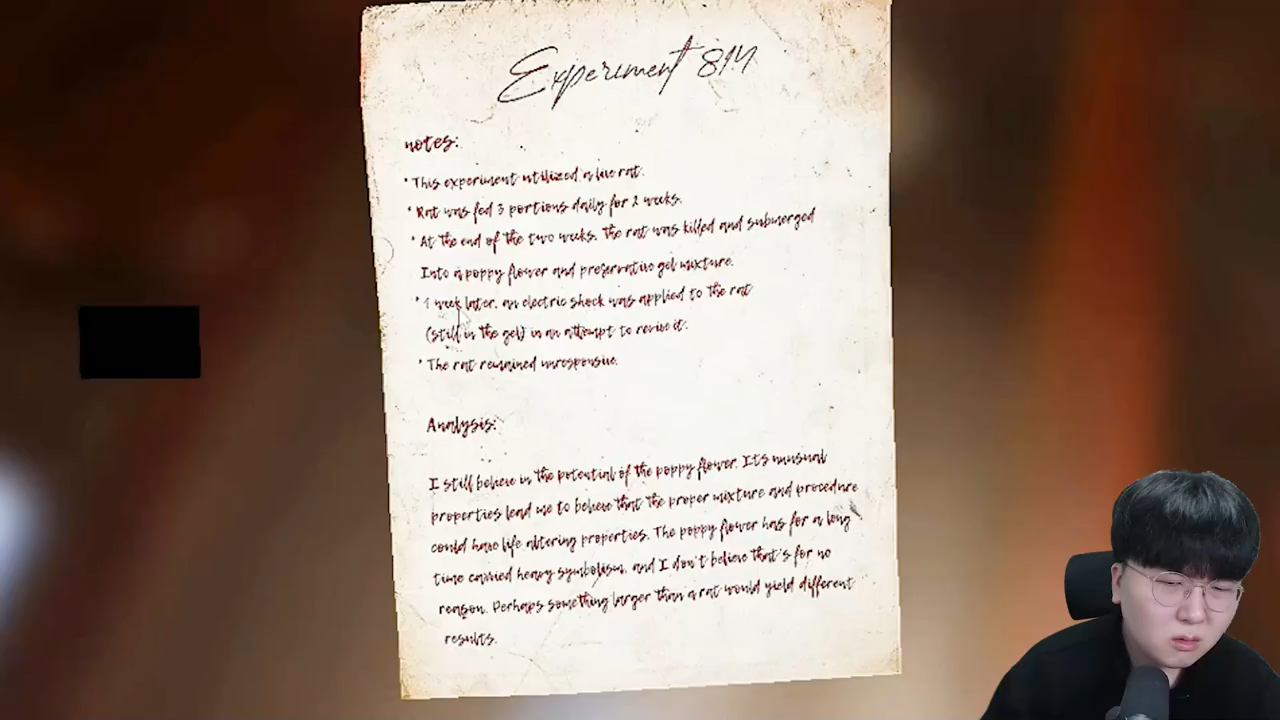 Experiment 814
notes:
• This experiment utilized a live rat.
• Rat was fed 3 portions daily for 2 weeks.
• At the end of the two weeks, the rat was killed and submerged
Into a poppy flower and preservative gel mixture.
• 1 week later, an electric shock was applied to the rat
(still in the gel) in an attempt to revive it.
• The rat remained unresponsive.
Analysis:
I still believe in the potential of the poppy flower. Its unusual
properties lead me to believe that the proper mixture and procedure
could have life altering properties. The poppy flower has for a long
time carried heavy symbolism, and I don't believe that's for no
reason. Perhaps something larger than a rat would yield different
results.